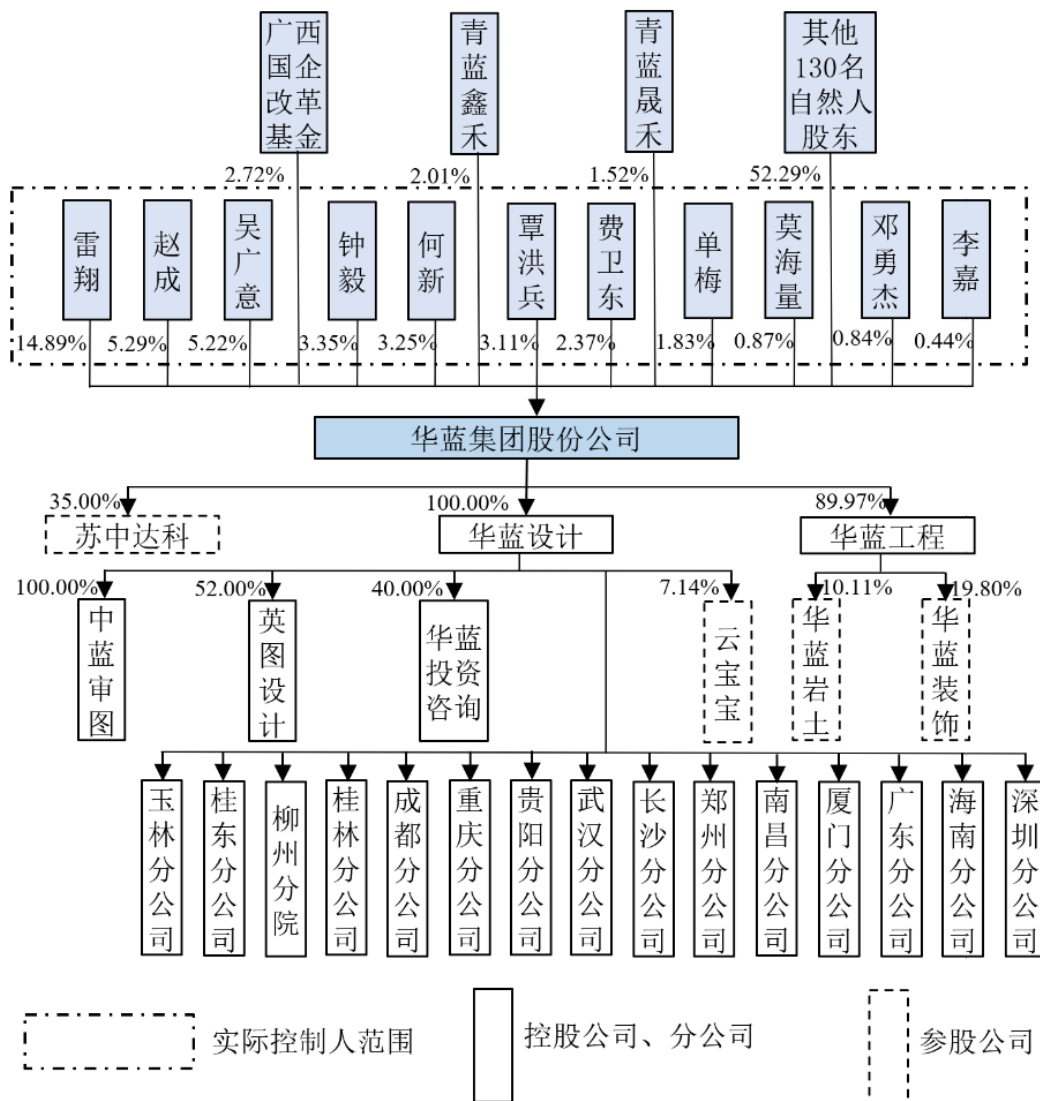 广西
国企
改革
基金
青蓝鑫禾
青蓝晟禾
其他
130名
自然人
股东
2.72%
2.01%
1.52%
52.29%
雷翔
赵成
吴广意
钟毅
何新
覃洪兵
费卫东
单梅
莫海量
邓勇杰
李嘉
14.89%
5.29%
5.22%
3.35%
3.25%
3.11%
2.37%
1.83%
0.87%
0.84%
0.44%
华蓝集团股份公司
35.00%
100.00%
89.97%
苏中达科
华蓝设计
华蓝工程
100.00%
52.00%
40.00%
7.14%
10.11%
19.80%
中蓝审图
英图设计
华蓝
投资
咨询
云宝宝
华蓝岩土
华蓝装饰
玉林分公司
桂东分公司
柳州分院
桂林分公司
成都分公司
重庆分公司
贵阳分公司
武汉分公司
长沙分公司
郑州分公司
南昌分公司
厦门分公司
广东分公司
海南分公司
深圳分公司
实际控制人范围
控股公司、分公司
参股公司